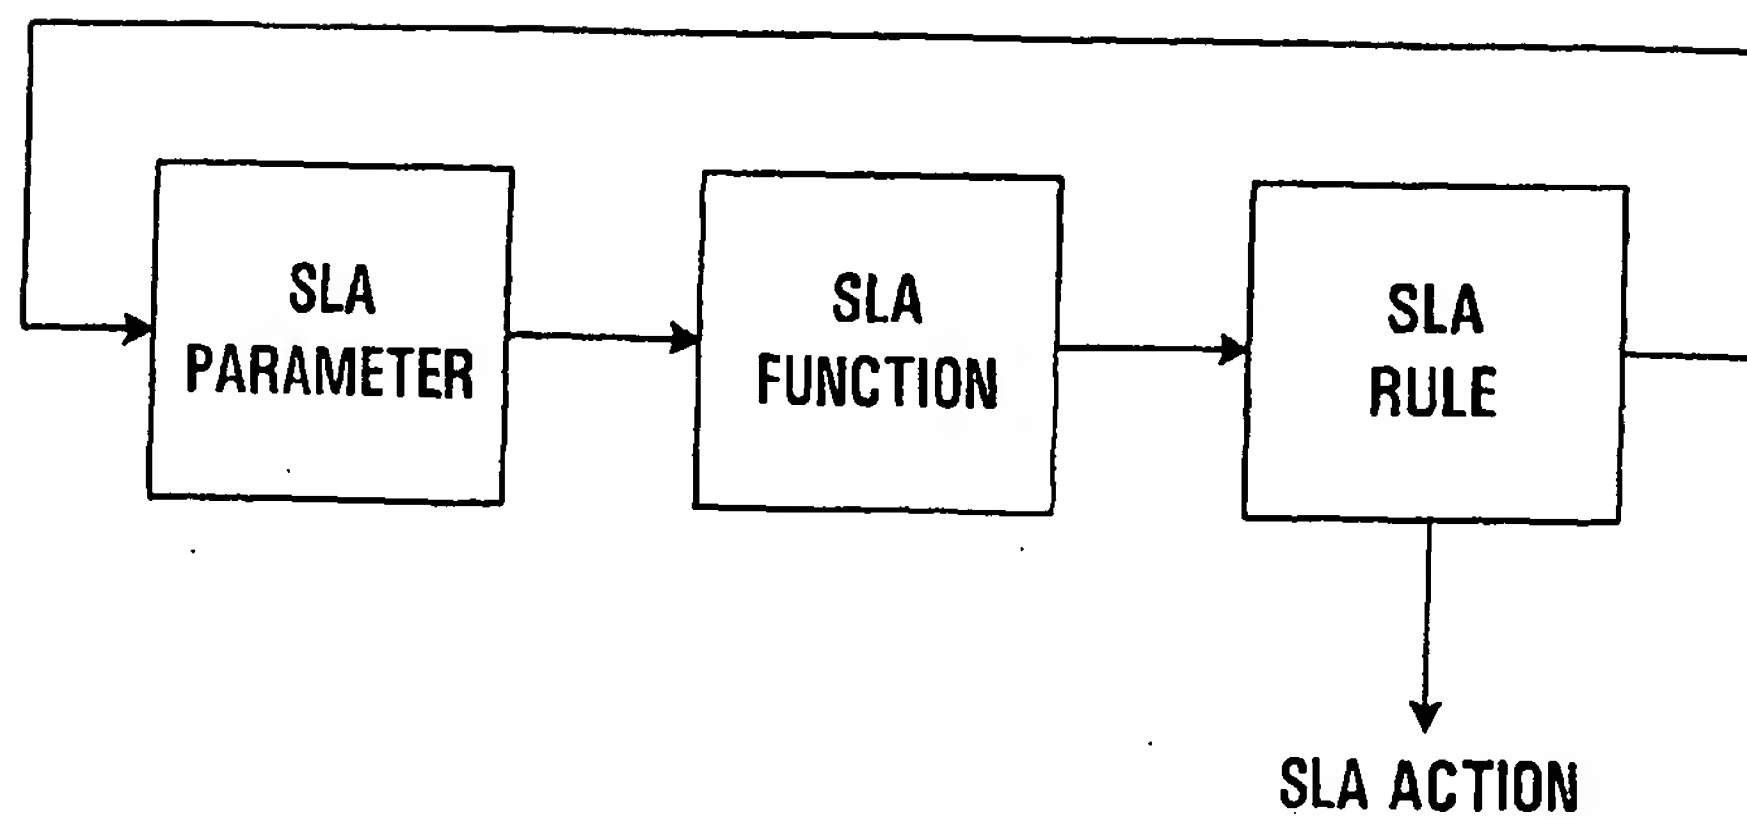 SLA
PARAMETER
SLA
FUNCTION
SLA
RULE
SLA ACTION